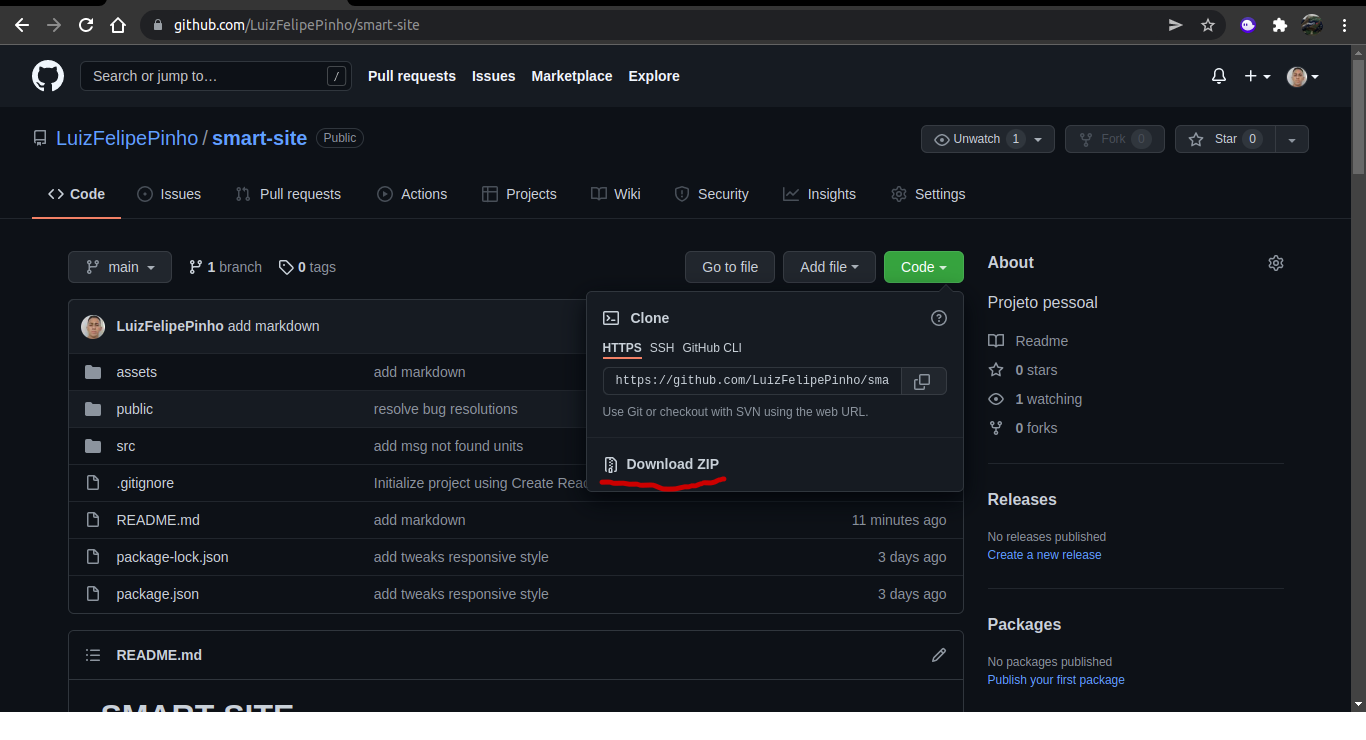 github.com/LuizFelipePinho/smart-site
Search or jump to… /
Pull requests Issues Marketplace Explore
LuizFelipePinho / smart-site Public
Unwatch 1 Fork 0 Star 0
Code Issues Pull requests Actions Projects Wiki Security Insights Settings
main 1 branch 0 tags Go to file Add file Code
LuizFelipePinho add markdown
assets add markdown
public resolve bug resolutions
src add msg not found units
.gitignore Initialize project using Create Reac
README.md add markdown 11 minutes ago
package-lock.json add tweaks responsive style 3 days ago
package.json add tweaks responsive style 3 days ago
Clone
HTTPS SSH GitHub CLI
https://github.com/LuizFelipePinho/sma
Use Git or checkout with SVN using the web URL.
Download ZIP
README.md
SMART SITE
About
Projeto pessoal
Readme
0 stars
1 watching
0 forks
Releases
No releases published
Create a new release
Packages
No packages published
Publish your first package